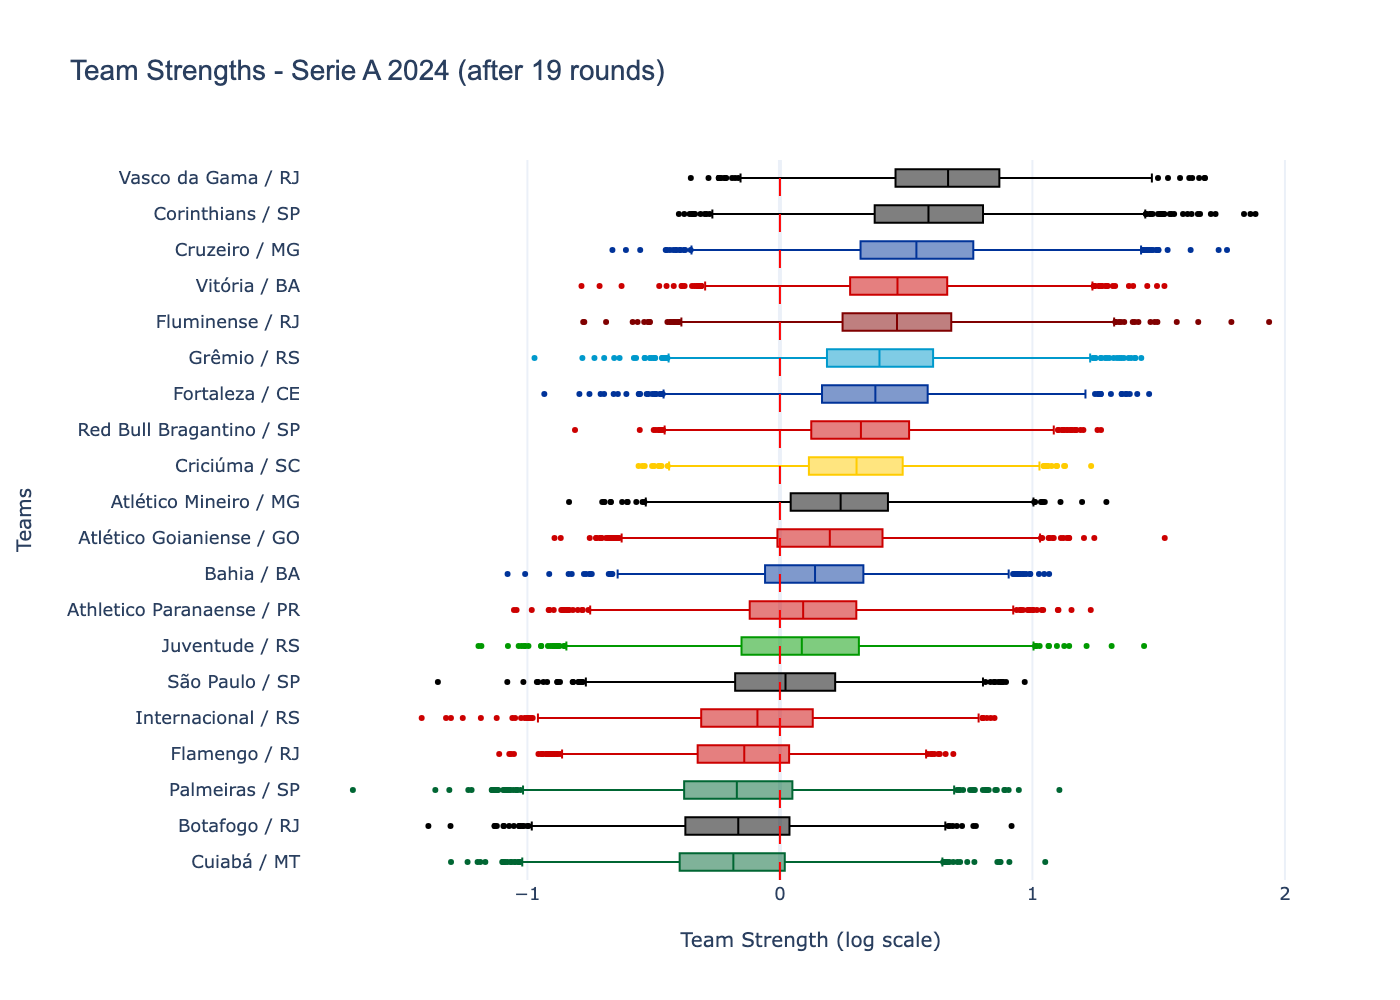 Team Strengths - Serie A 2024 (after 19 rounds)
Vasco da Gama / RJ
Corinthians / SP
Cruzeiro / MG
Vitória / BA
Fluminense / RJ
Grêmio / RS
Fortaleza / CE
Red Bull Bragantino / SP
Criciúma / SC
Atlético Mineiro / MG
Atlético Goianiense / GO
Bahia / BA
Athletico Paranaense / PR
Juventude / RS
São Paulo / SP
Internacional / RS
Flamengo / RJ
Palmeiras / SP
Botafogo / RJ
Cuiabá / MT
Teams
−1 0 1 2
Team Strength (log scale)